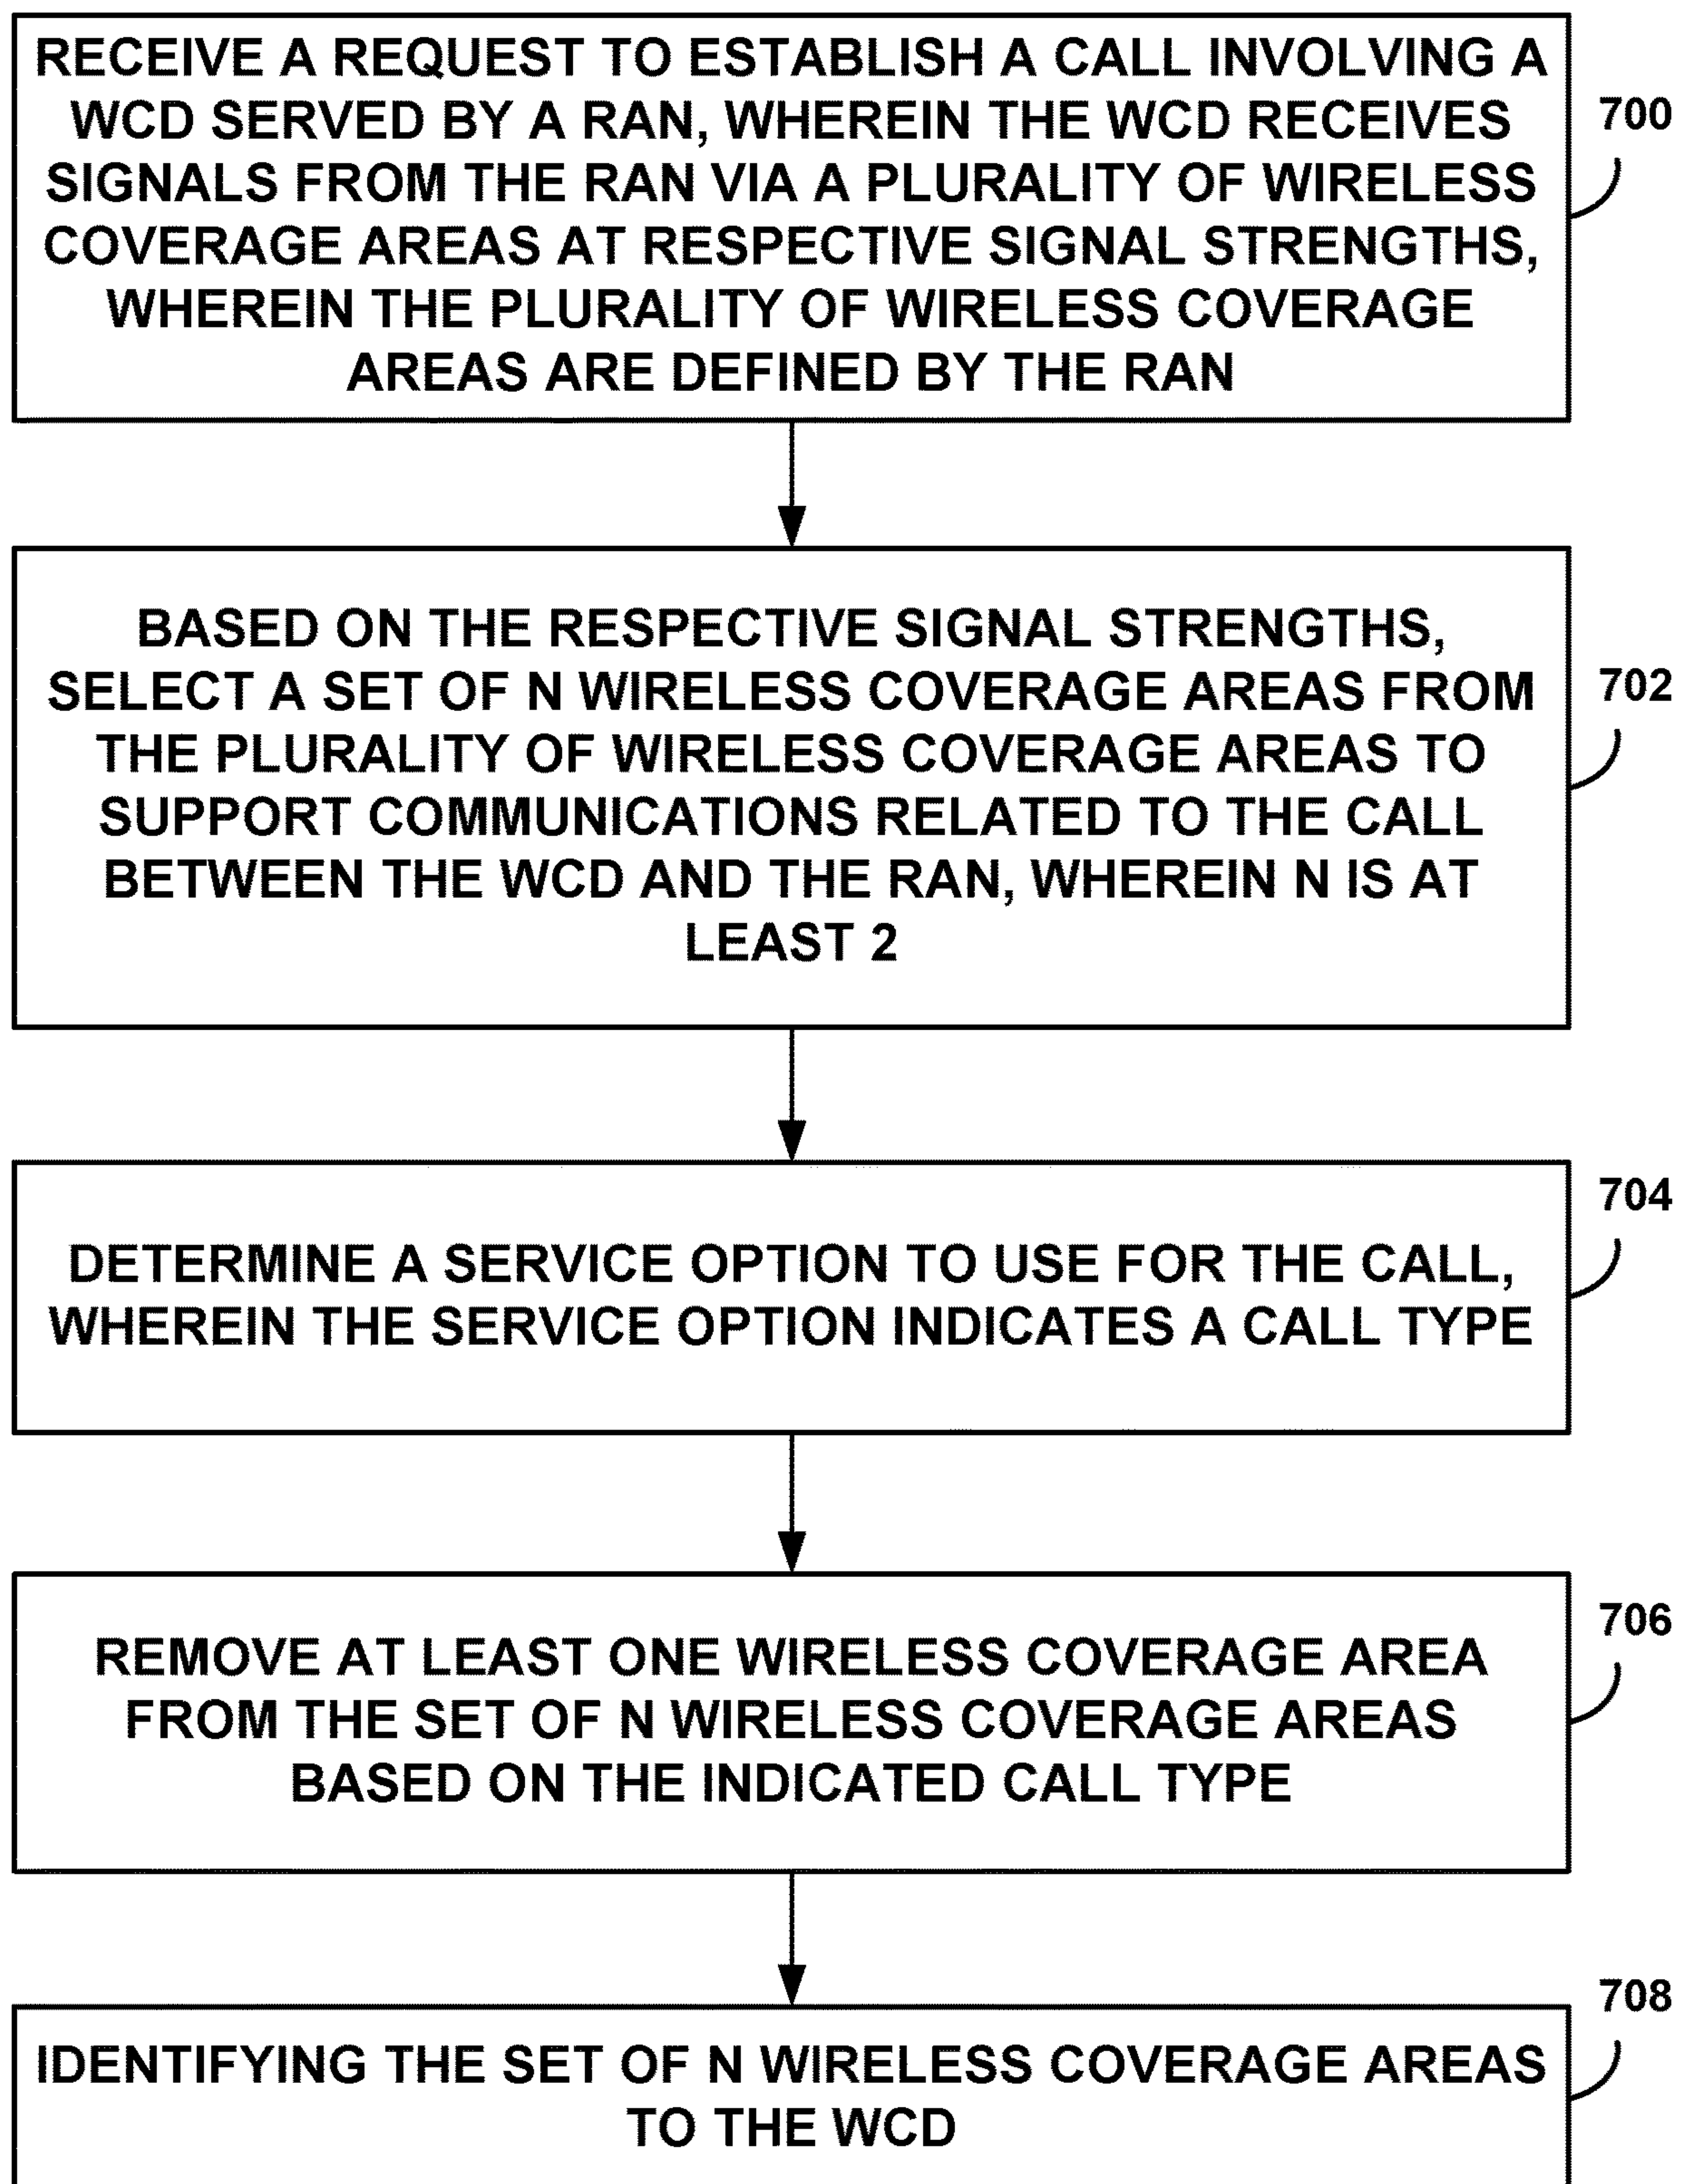 RECEIVE A REQUEST TO ESTABLISH A CALL INVOLVING A
WCD SERVED BY A RAN, WHEREIN THE WCD RECEIVES
SIGNALS FROM THE RAN VIA A PLURALITY OF WIRELESS
COVERAGE AREAS AT RESPECTIVE SIGNAL STRENGTHS,
WHEREIN THE PLURALITY OF WIRELESS COVERAGE
AREAS ARE DEFINED BY THE RAN
700
BASED ON THE RESPECTIVE SIGNAL STRENGTHS,
SELECT A SET OF N WIRELESS COVERAGE AREAS FROM
THE PLURALITY OF WIRELESS COVERAGE AREAS TO
SUPPORT COMMUNICATIONS RELATED TO THE CALL
BETWEEN THE WCD AND THE RAN, WHEREIN N IS AT
LEAST 2
702
DETERMINE A SERVICE OPTION TO USE FOR THE CALL,
WHEREIN THE SERVICE OPTION INDICATES A CALL TYPE
704
REMOVE AT LEAST ONE WIRELESS COVERAGE AREA
FROM THE SET OF N WIRELESS COVERAGE AREAS
BASED ON THE INDICATED CALL TYPE
706
IDENTIFYING THE SET OF N WIRELESS COVERAGE AREAS
TO THE WCD
708